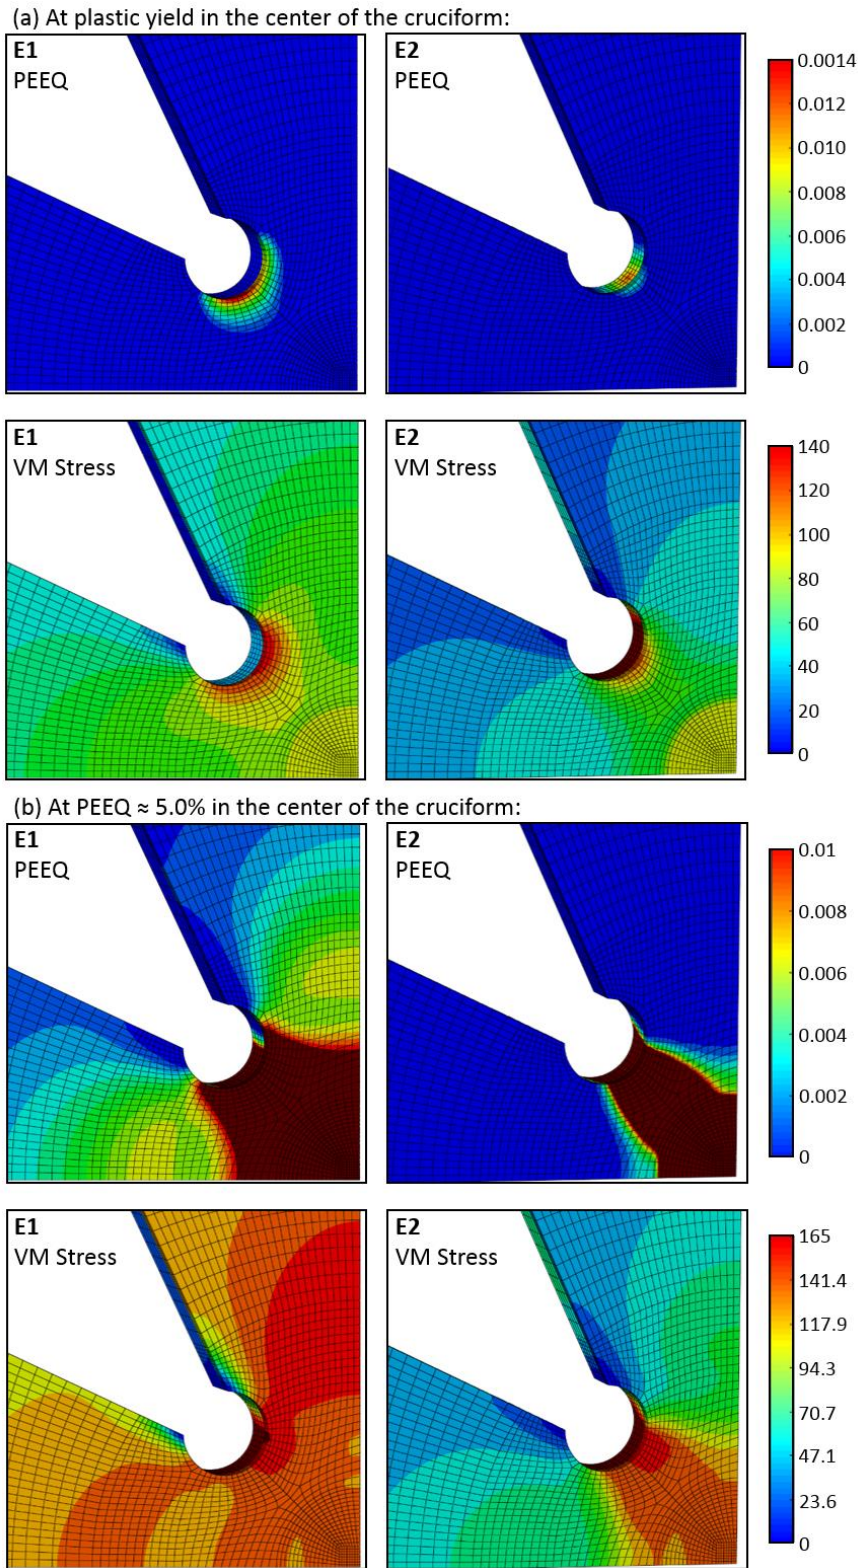 (a) At plastic yield in the center of the cruciform:
E1
PEEQ
E2
PEEQ
0.0014
0.012
0.010
0.008
0.006
0.004
0.002
0
E1
VM Stress
E2
VM Stress
140
120
100
80
60
40
20
0
(b) At PEEQ ≈ 5.0% in the center of the cruciform:
E1
PEEQ
E2
PEEQ
0.01
0.008
0.006
0.004
0.002
0
E1
VM Stress
E2
VM Stress
165
141.4
117.9
94.3
70.7
47.1
23.6
0